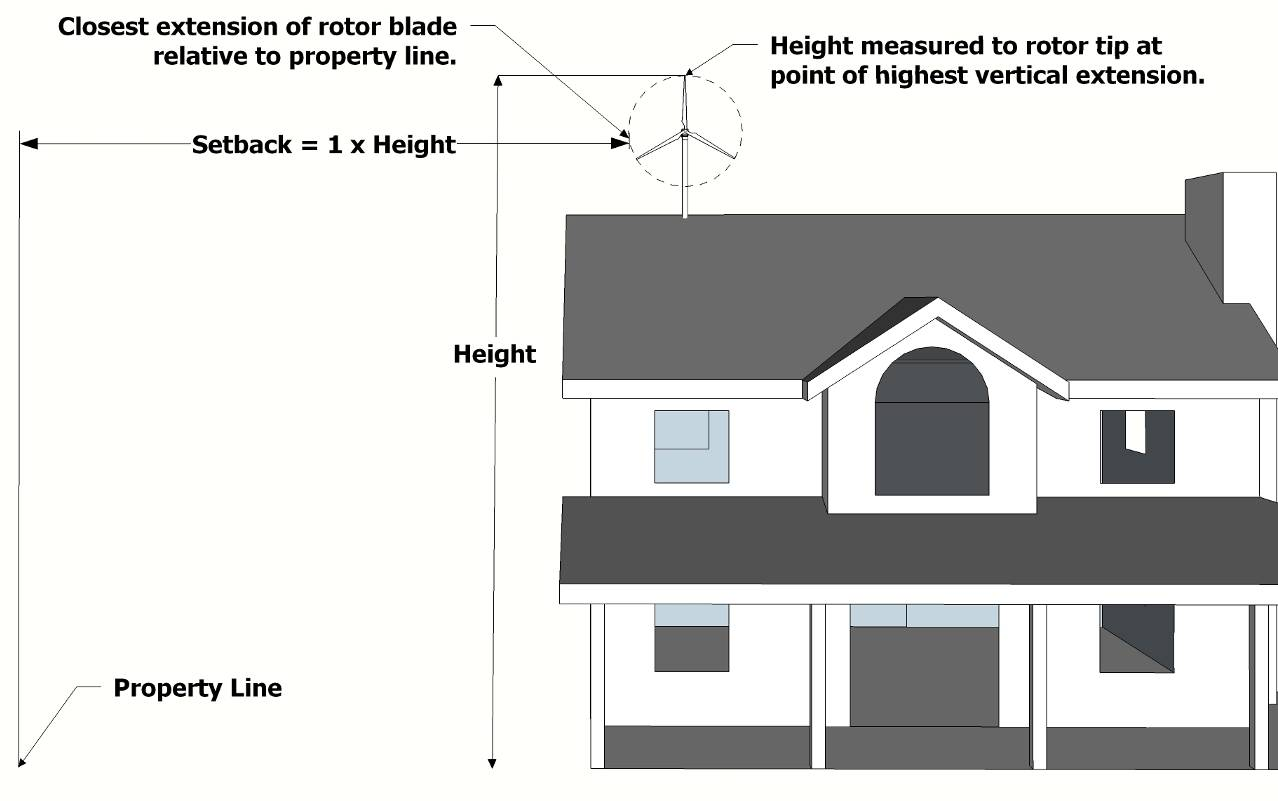 Closest extension of rotor blade
relative to property line.
Height measured to rotor tip at
point of highest vertical extension.
Setback = 1 x Height
Height
Property Line